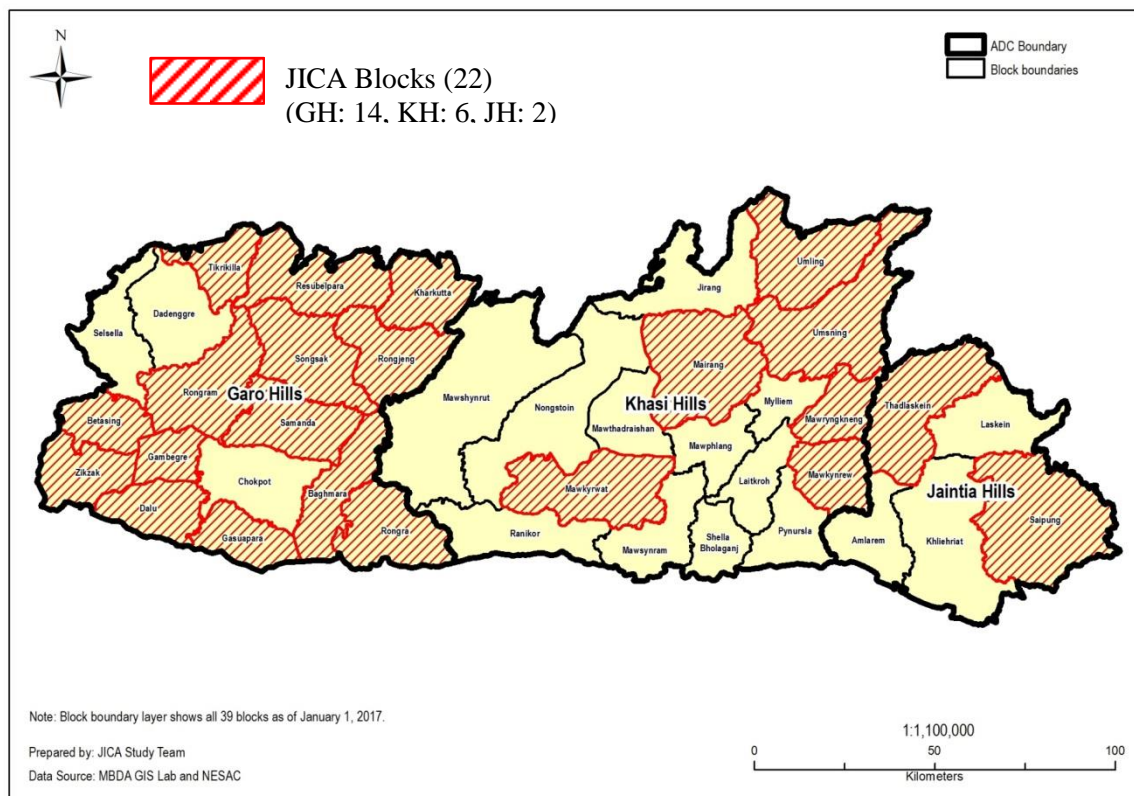 N
JICA Blocks (22)
(GH: 14, KH: 6, JH: 2)
ADC Boundary
Block boundaries
Tikrikilla
Resubelpara
Kharkutta
Dadenggre
Selsella
Songsak
Rongjeng
Rongram
Garo Hills
Samanda
Betasing
Gambegre
Zikzak
Chokpot
Dalu
Baghmara
Gasuapara
Rongra
Umling
Jirang
Umsning
Mairang
Mawshynrut
Nongstoin
Khasi Hills
Mylliem
Mawryngkneng
Mawthadraishan
Mawphlang
Mawkyrwat
Laitkroh
Mawkynrew
Ranikor
Mawsynram
Shella
Bholaganj
Pynursla
Thadlaskein
Laskein
Jaintia Hills
Saipung
Amlarem
Khliehriat
Note: Block boundary layer shows all 39 blocks as of January 1, 2017.
Prepared by: JICA Study Team
Data Source: MBDA GIS Lab and NESAC
1:1,100,000
0 50 100
Kilometers